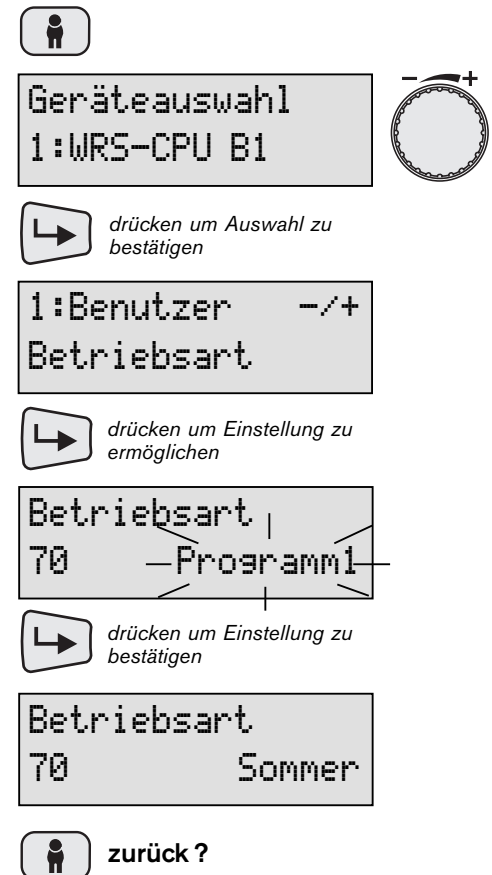 Geräteauswahl
- +
1:WRS-CPU B1
drücken um Auswahl zu
bestätigen
1:Benutzer -/+
Betriebsart
drücken um Einstellung zu
ermöglichen
Betriebsart
70 Programm1
drücken um Einstellung zu
bestätigen
Betriebsart
70 Sommer
zurück ?